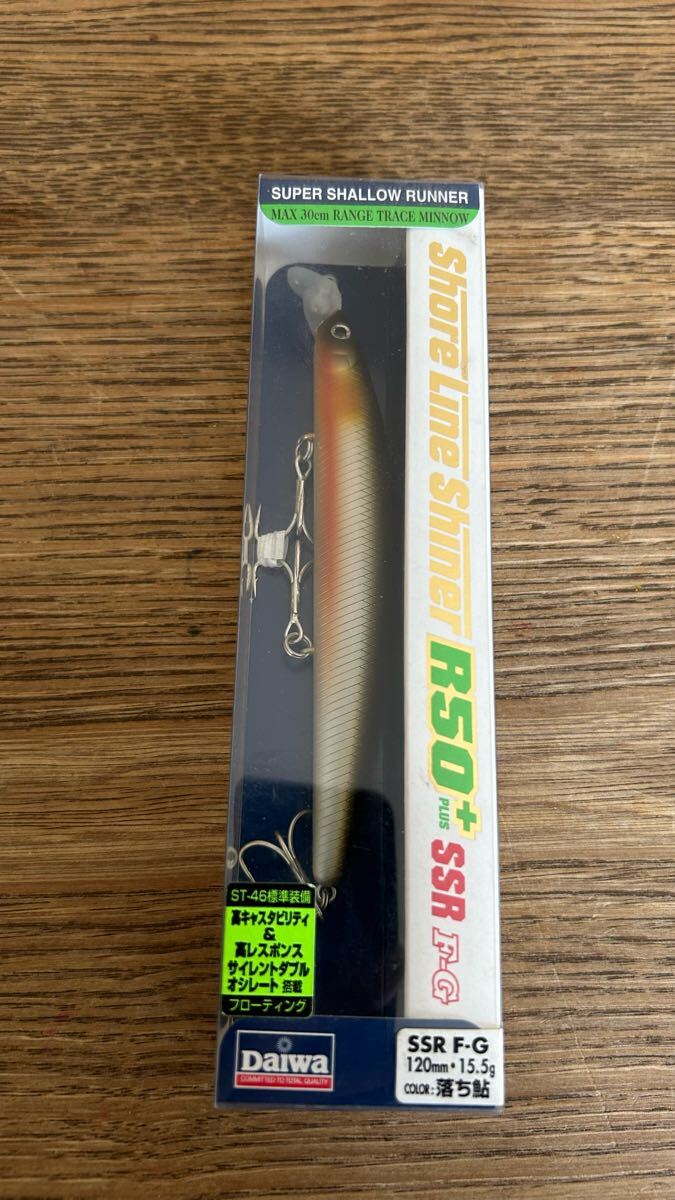 SUPER SHALLOW RUNNER
MAX 30cm RANGE TRACE MINNOW
Shore Line Shiner R50+ PLUS SSR F-G
ST-46標準装備
高キャスタビリティ
&
高レスポンス
サイレントダブル
オシレート 搭載
フローティング
Daiwa
COMMITTED TO TOTAL QUALITY
SSR F-G
120mm・15.5g
COLOR:落ち鮎